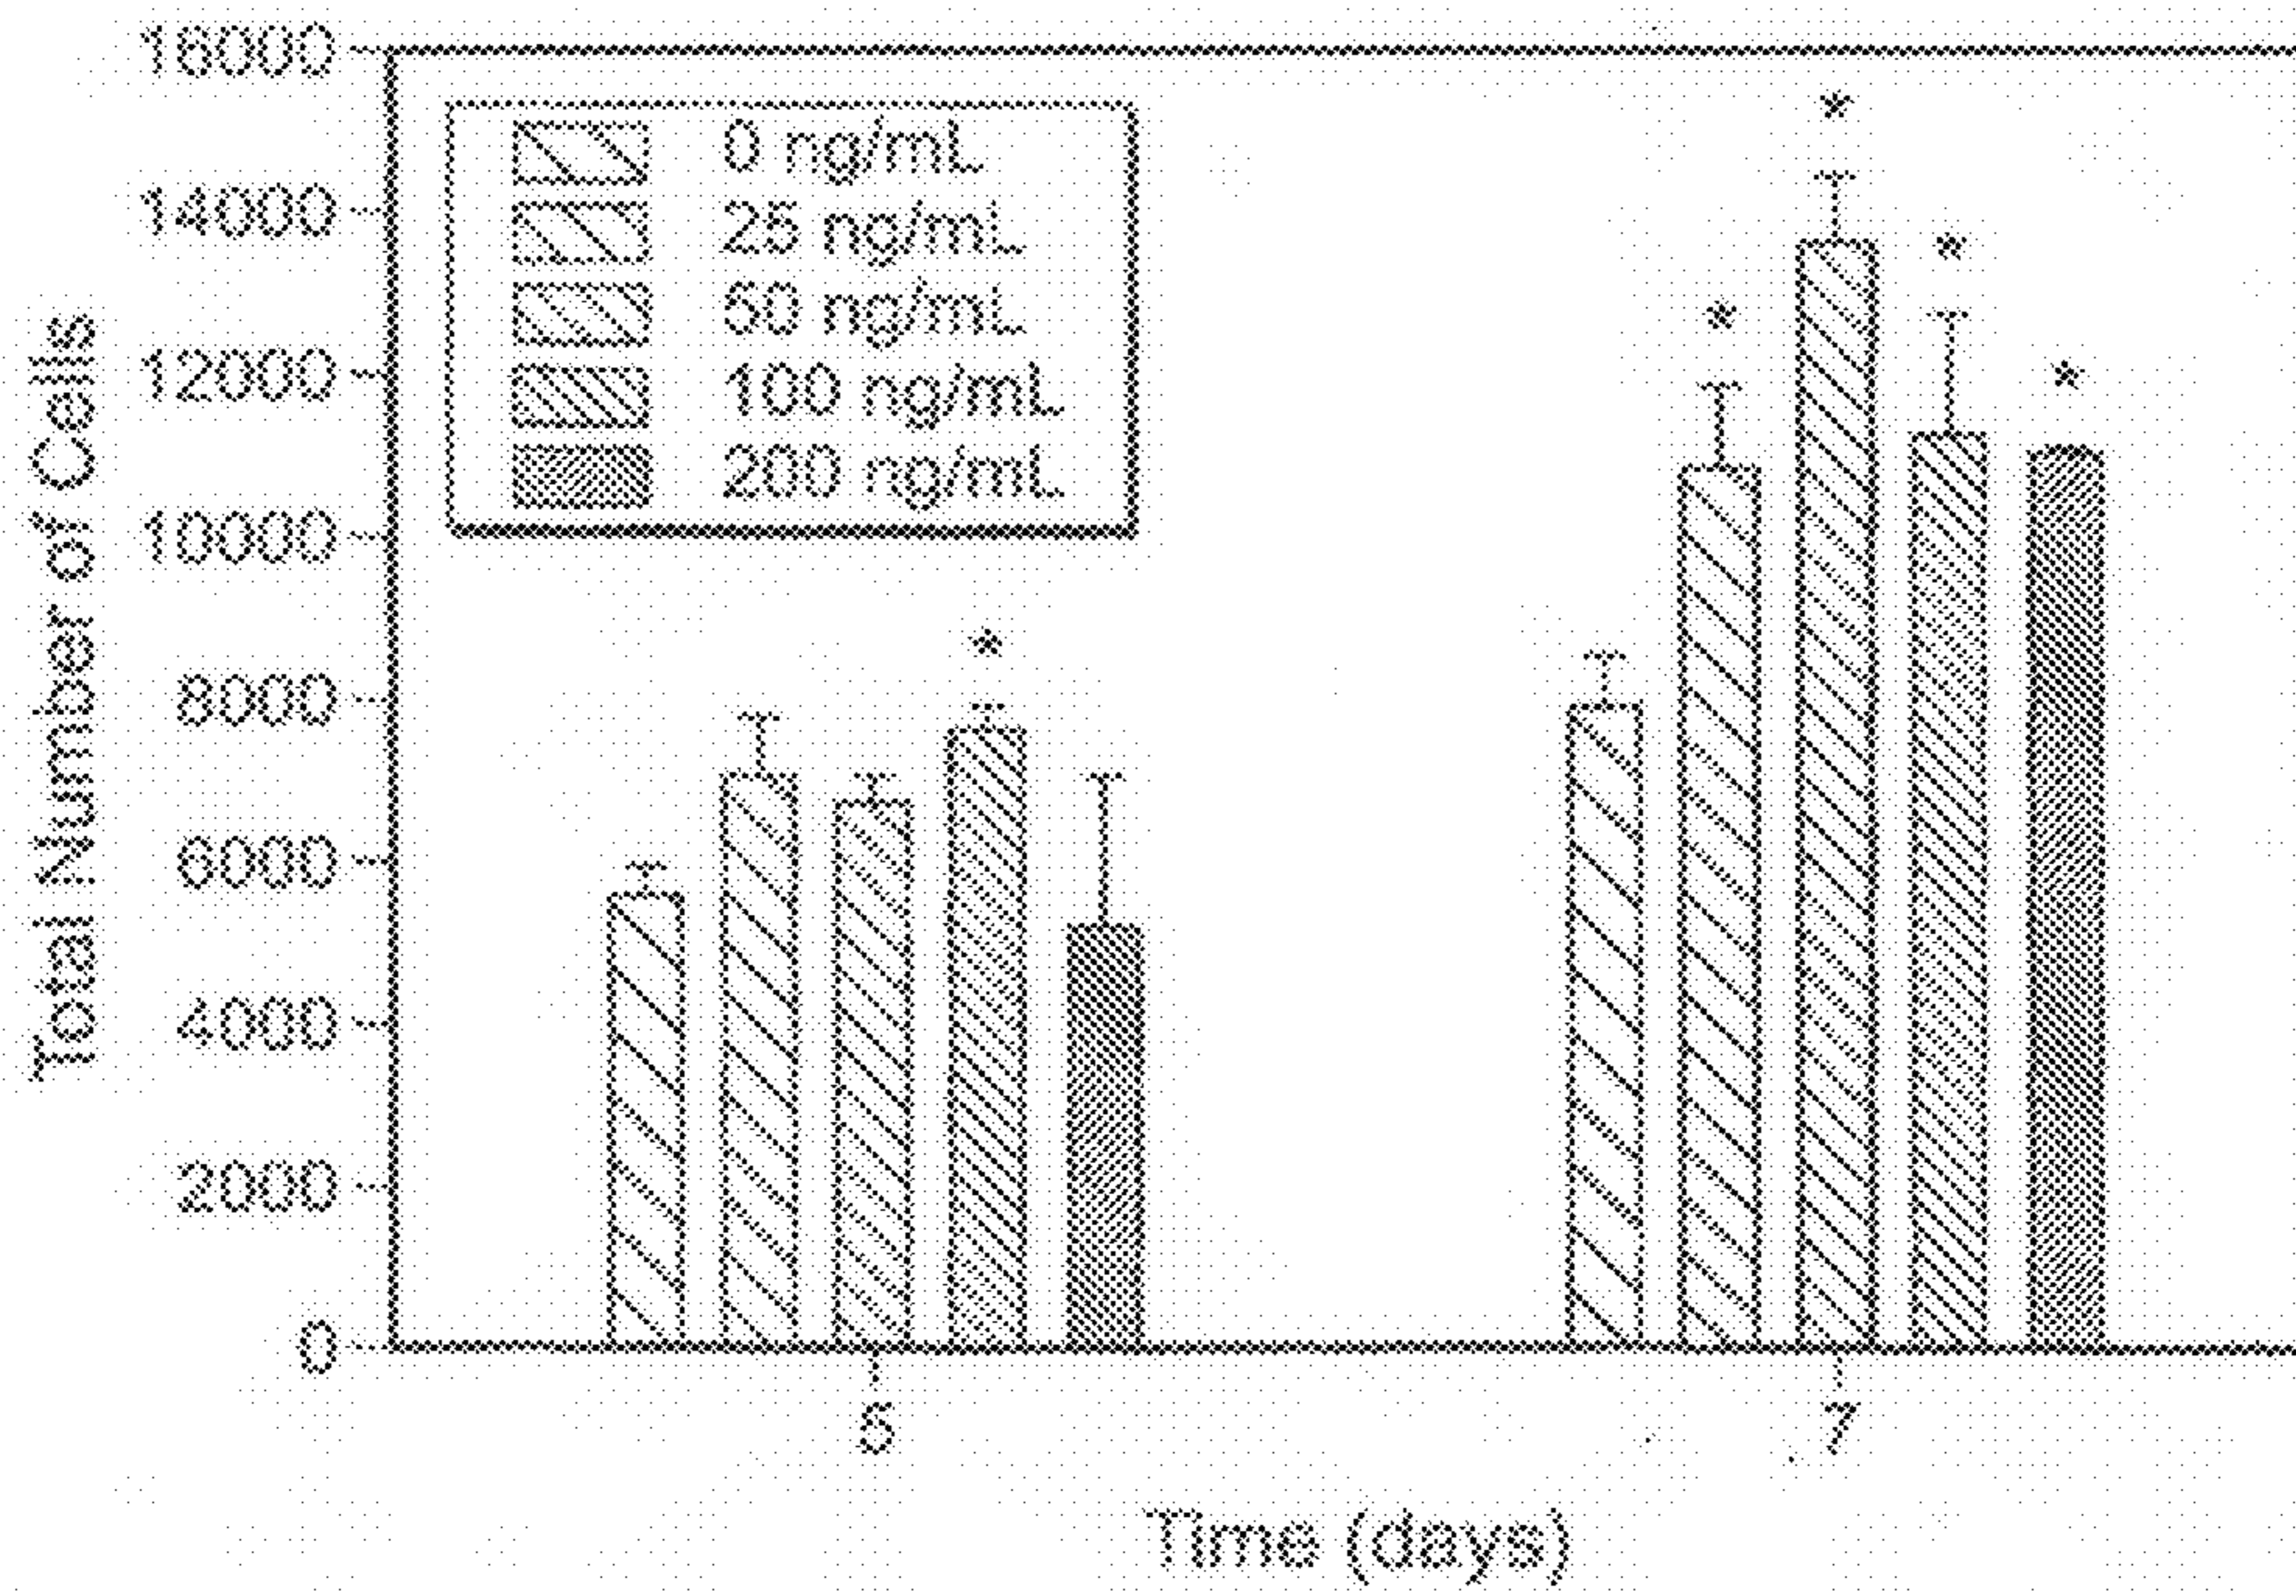 Total Number of Cells
16000
14000
12000
10000
8000
6000
4000
2000
0
0 ng/mL
25 ng/mL
50 ng/mL
100 ng/mL
200 ng/mL
*
*
*
*
*
5
7
Time (days)